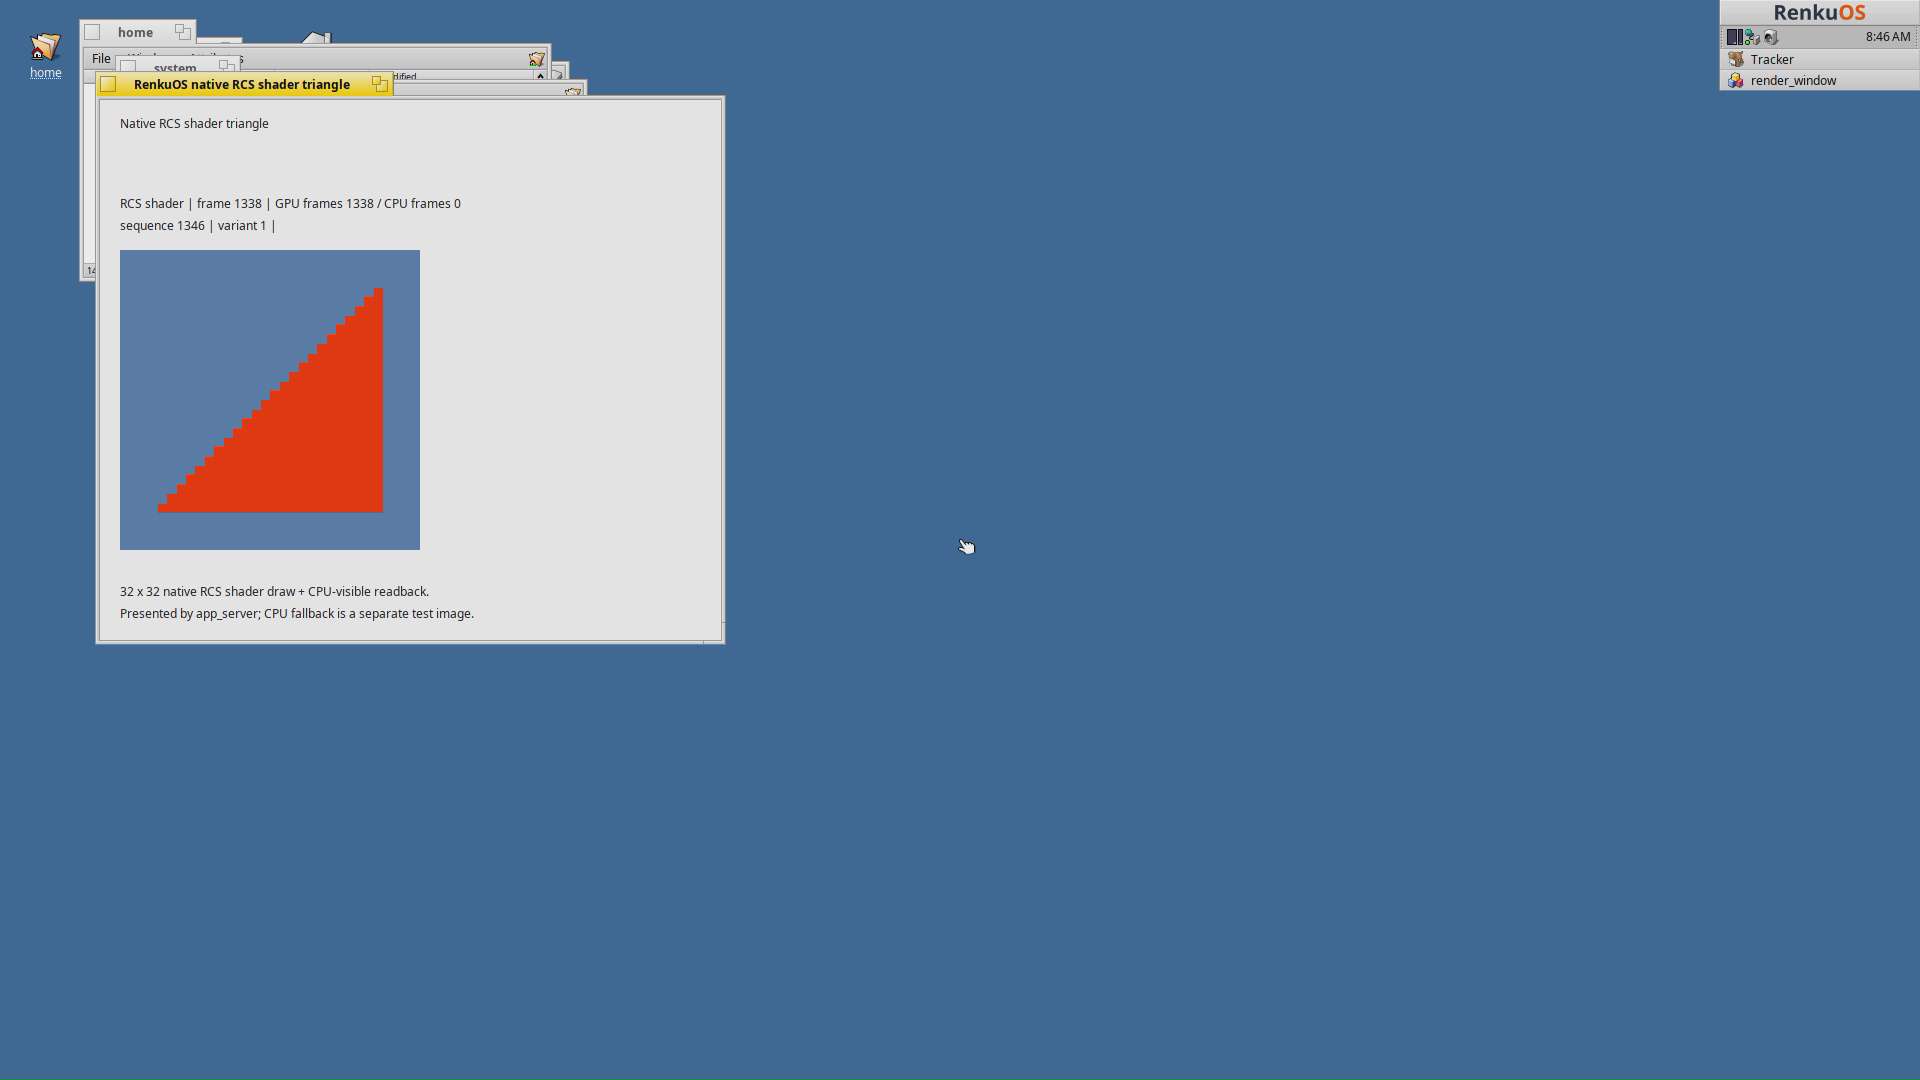 RenkuOS
8:46 AM
Tracker
render_window
home
home
File
system
RenkuOS native RCS shader triangle
Native RCS shader triangle
RCS shader | frame 1338 | GPU frames 1338 / CPU frames 0
sequence 1346 | variant 1 |
32 x 32 native RCS shader draw + CPU-visible readback.
Presented by app_server; CPU fallback is a separate test image.